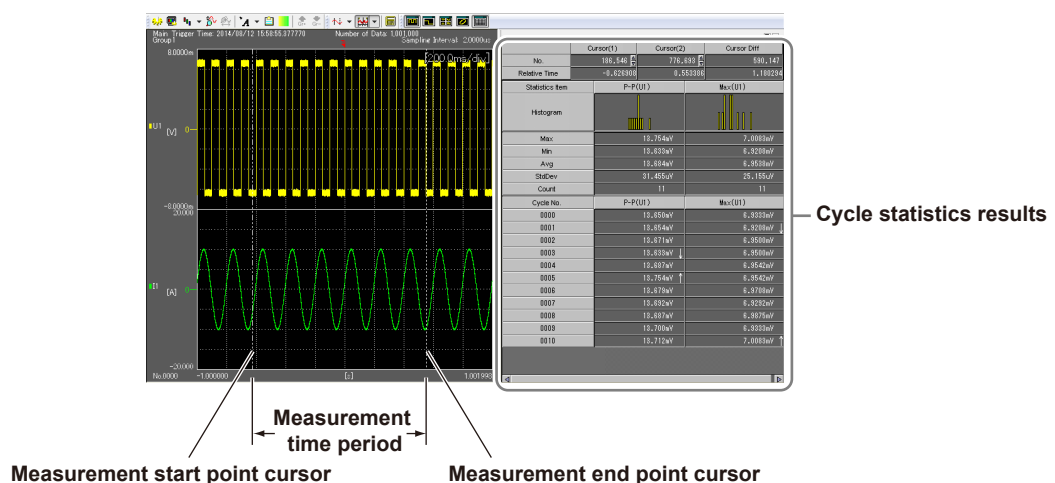 Main Trigger Time: 2014/08/12 15:50:55.377770 Number of Data: 1,001,000
Group1 Sampling Interval: 2.0000us
8.0000m [200.0ms/div]
U1 [V] 0
-8.0000m
20.000
I1 [A] 0
-20.000
No.0000 -1.000000 [s] 1.001998
Cursor(1) Cursor(2) Cursor Diff
No. 186,546 776,693 590,147
Relative Time -0.626908 0.553386 1.180294
Statistics Item P-P(U1) Max(U1)
Histogram
Max 13.754mV 7.0083mV
Min 13.633mV 6.9208mV
Avg 13.684mV 6.9538mV
StdDev 31.455uV 25.155uV
Count 11 11
Cycle No. P-P(U1) Max(U1)
0000 13.650mV 6.9333mV
0001 13.654mV 6.9208mV ↓
0002 13.671mV 6.9500mV
0003 13.633mV ↓ 6.9500mV
0004 13.687mV 6.9542mV
0005 13.754mV ↑ 6.9542mV
0006 13.679mV 6.9708mV
0007 13.692mV 6.9292mV
0008 13.687mV 6.9875mV
0009 13.700mV 6.9333mV
0010 13.712mV 7.0083mV ↑
Cycle statistics results
Measurement
time period
Measurement start point cursor
Measurement end point cursor